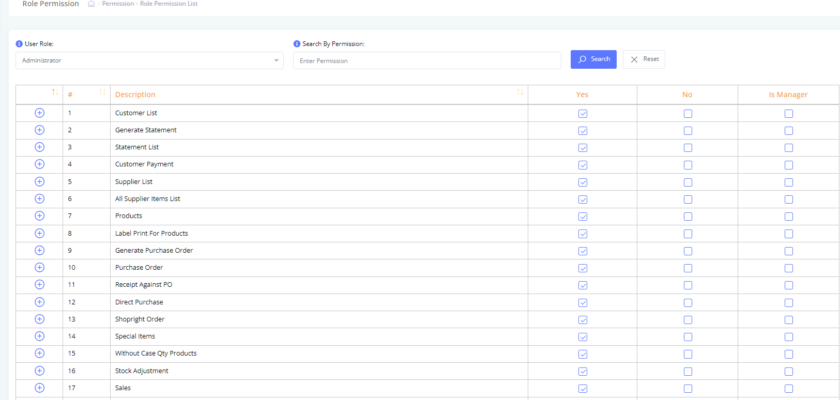 Role Permission - Permission - Role Permission List
User Role: Search By Permission:
Administrator Enter Permission Search Reset
# Description Yes No Is Manager
1 Customer List
2 Generate Statement
3 Statement List
4 Customer Payment
5 Supplier List
6 All Supplier Items List
7 Products
8 Label Print For Products
9 Generate Purchase Order
10 Purchase Order
11 Receipt Against PO
12 Direct Purchase
13 Shopright Order
14 Special Items
15 Without Case Qty Products
16 Stock Adjustment
17 Sales